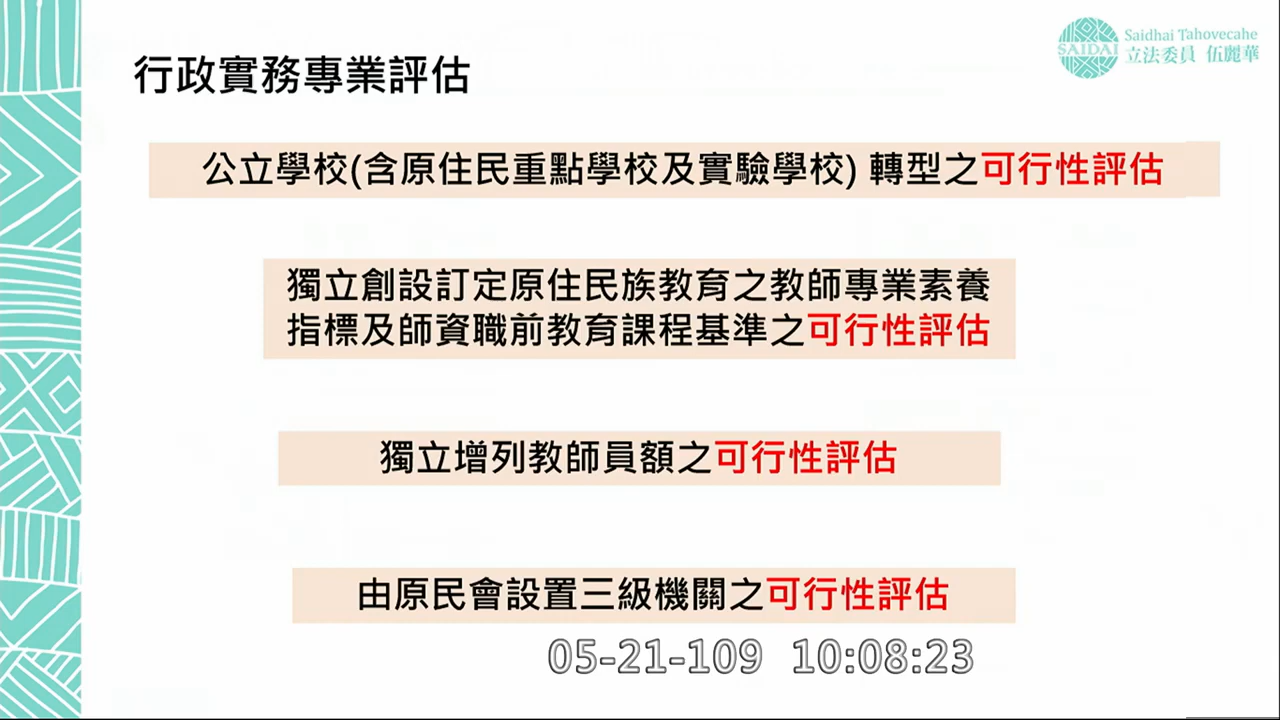 行政實務專業評估
SAIDAI
Saidhai Tahovecahe
立法委員 伍麗華
公立學校(含原住民重點學校及實驗學校) 轉型之可行性評估
獨立創設訂定原住民族教育之教師專業素養
指標及師資職前教育課程基準之可行性評估
獨立增列教師員額之可行性評估
由原民會設置三級機關之可行性評估
05-21-109 10:08:23